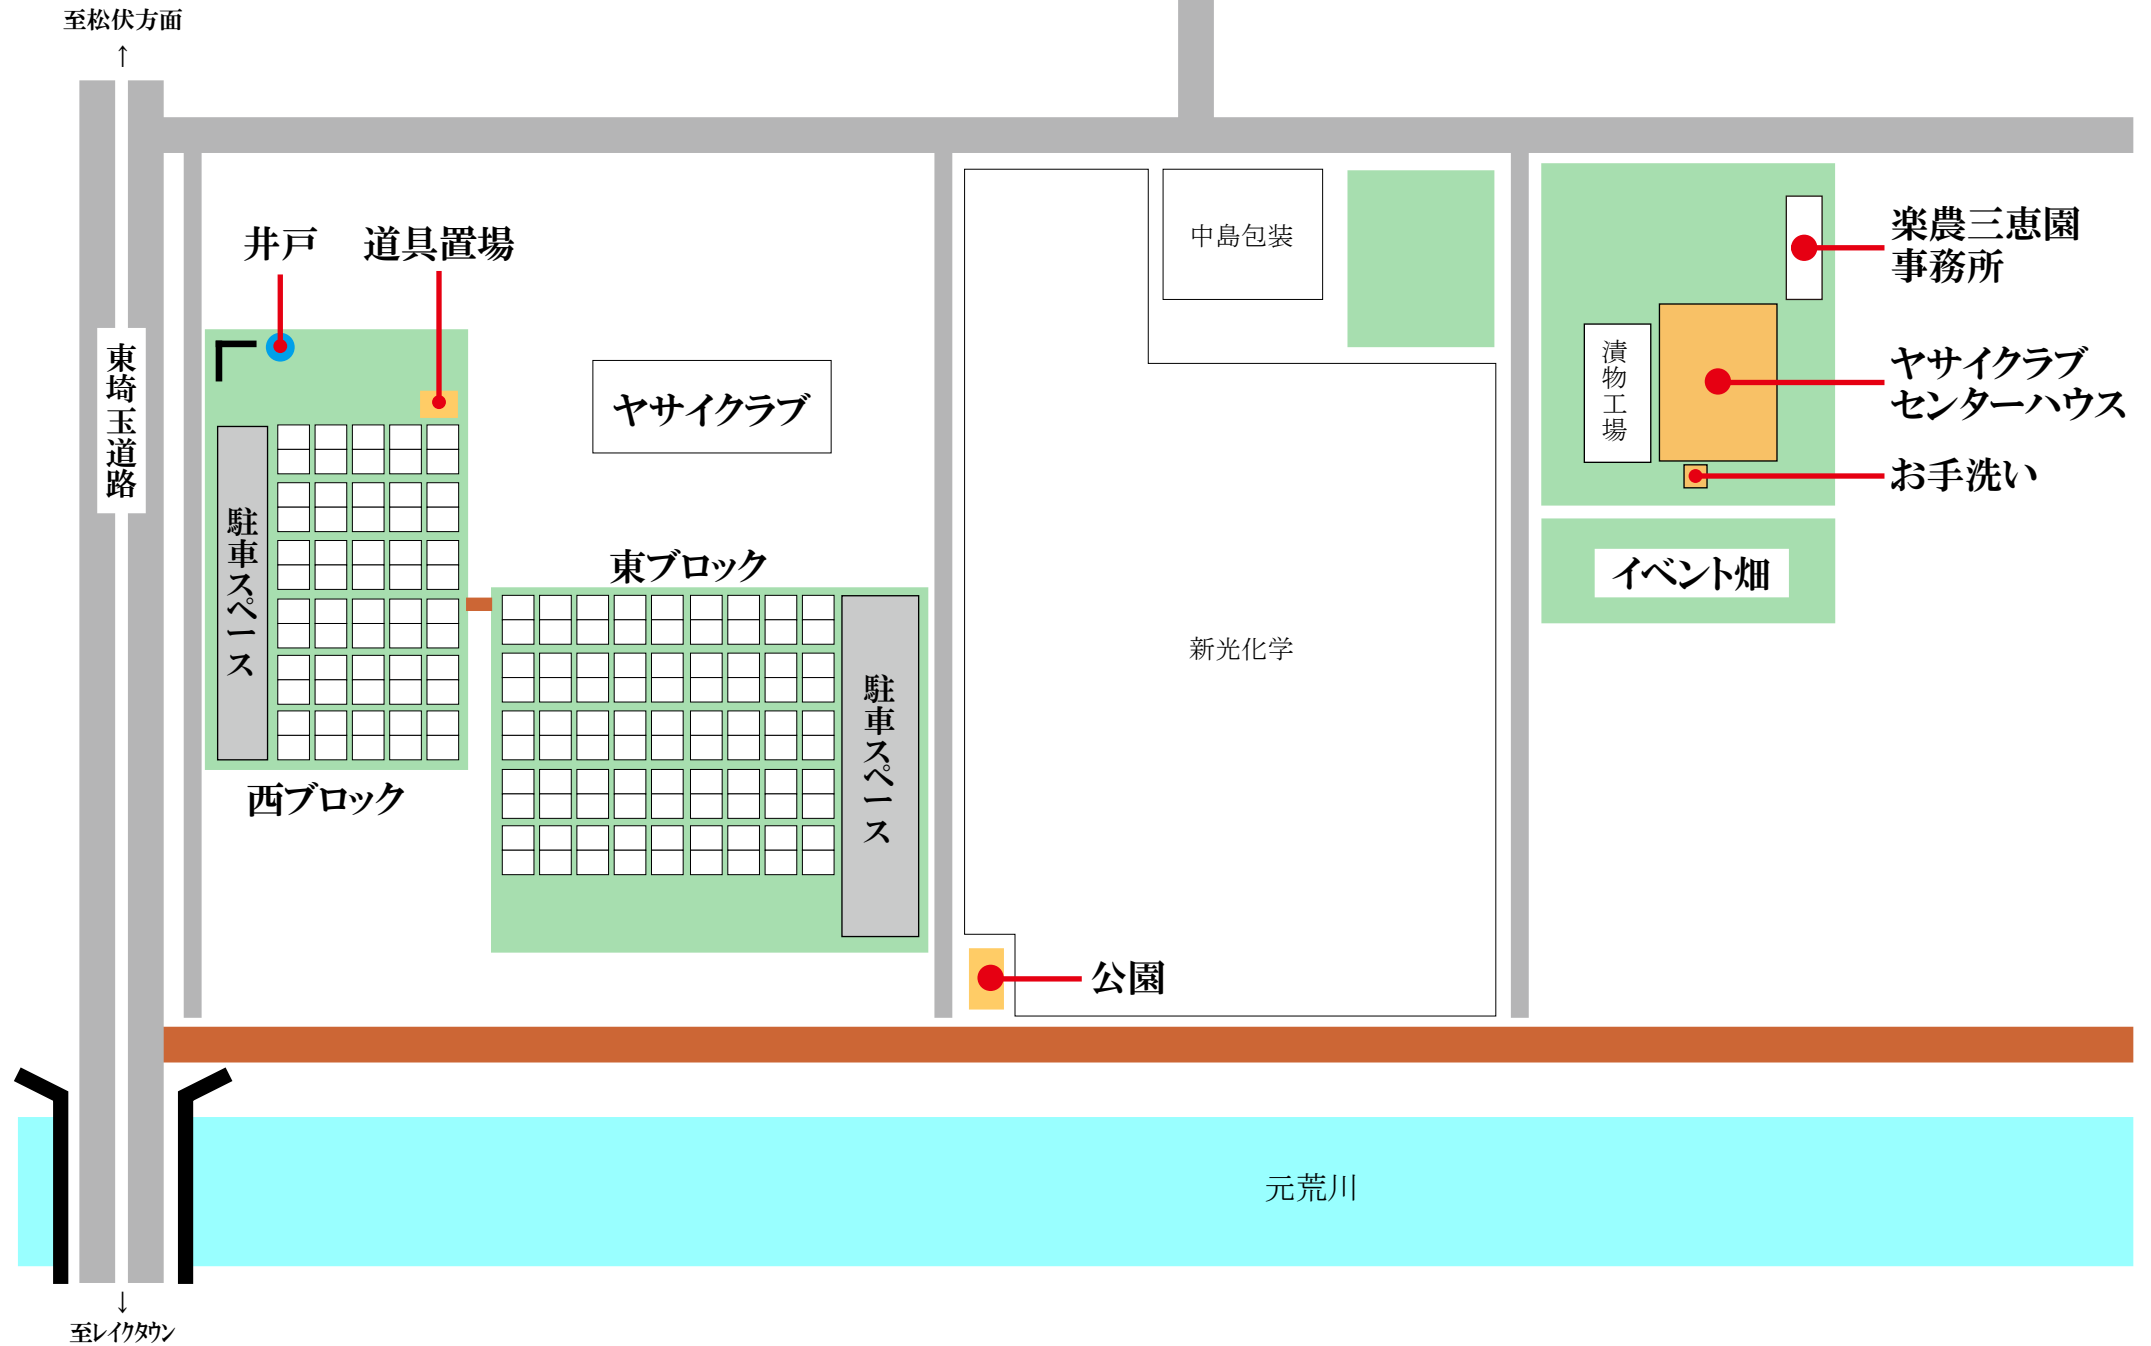 至松伏方面
↑
東埼玉道路
井戸
道具置場
ヤサイクラブ
駐車スペース
西ブロック
東ブロック
駐車スペース
中島包装
新光化学
公園
楽農三恵園
事務所
漬物工場
ヤサイクラブ
センターハウス
お手洗い
イベント畑
元荒川
↓
至レイクタウン